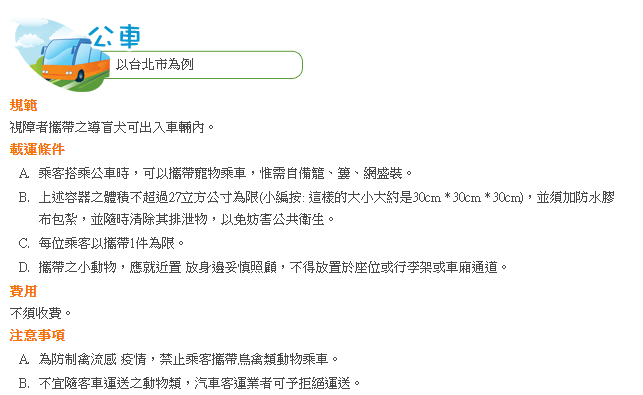 公車
以台北市為例
規範
視障者攜帶之導盲犬可出入車輛內。
載運條件
A. 乘客搭乘公車時，可以攜帶寵物乘車，惟需自備籠、簍、網盛裝。
B. 上述容器之體積不超過27立方公寸為限(小編按: 這樣的大小大約是30cm * 30cm * 30cm)，並須加防水膠
布包紮，並隨時清除其排泄物，以免妨害公共衛生。
C. 每位乘客以攜帶1件為限。
D. 攜帶之小動物，應就近置 放身邊妥慎照顧，不得放置於座位或行李架或車廂通道。
費用
不須收費。
注意事項
A. 為防制禽流感 疫情，禁止乘客攜帶鳥禽類動物乘車。
B. 不宜隨客車運送之動物類，汽車客運業者可予拒絕運送。